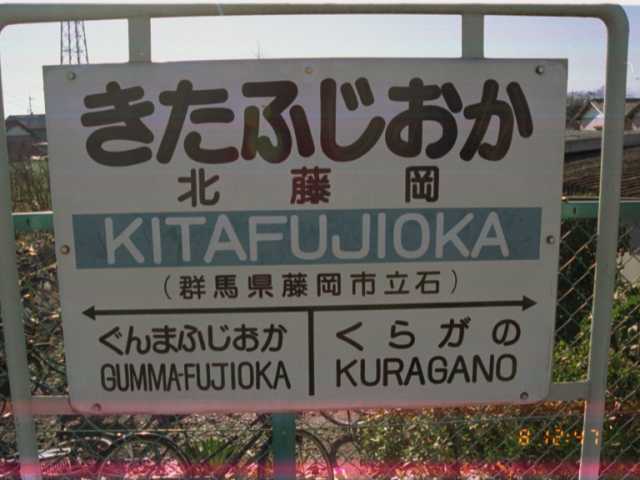 きたふじおか
北藤岡
KITAFUJIOKA
(群馬県藤岡市立石)
ぐんまふじおか くらがの
GUMMA-FUJIOKA KURAGANO
8 12:47